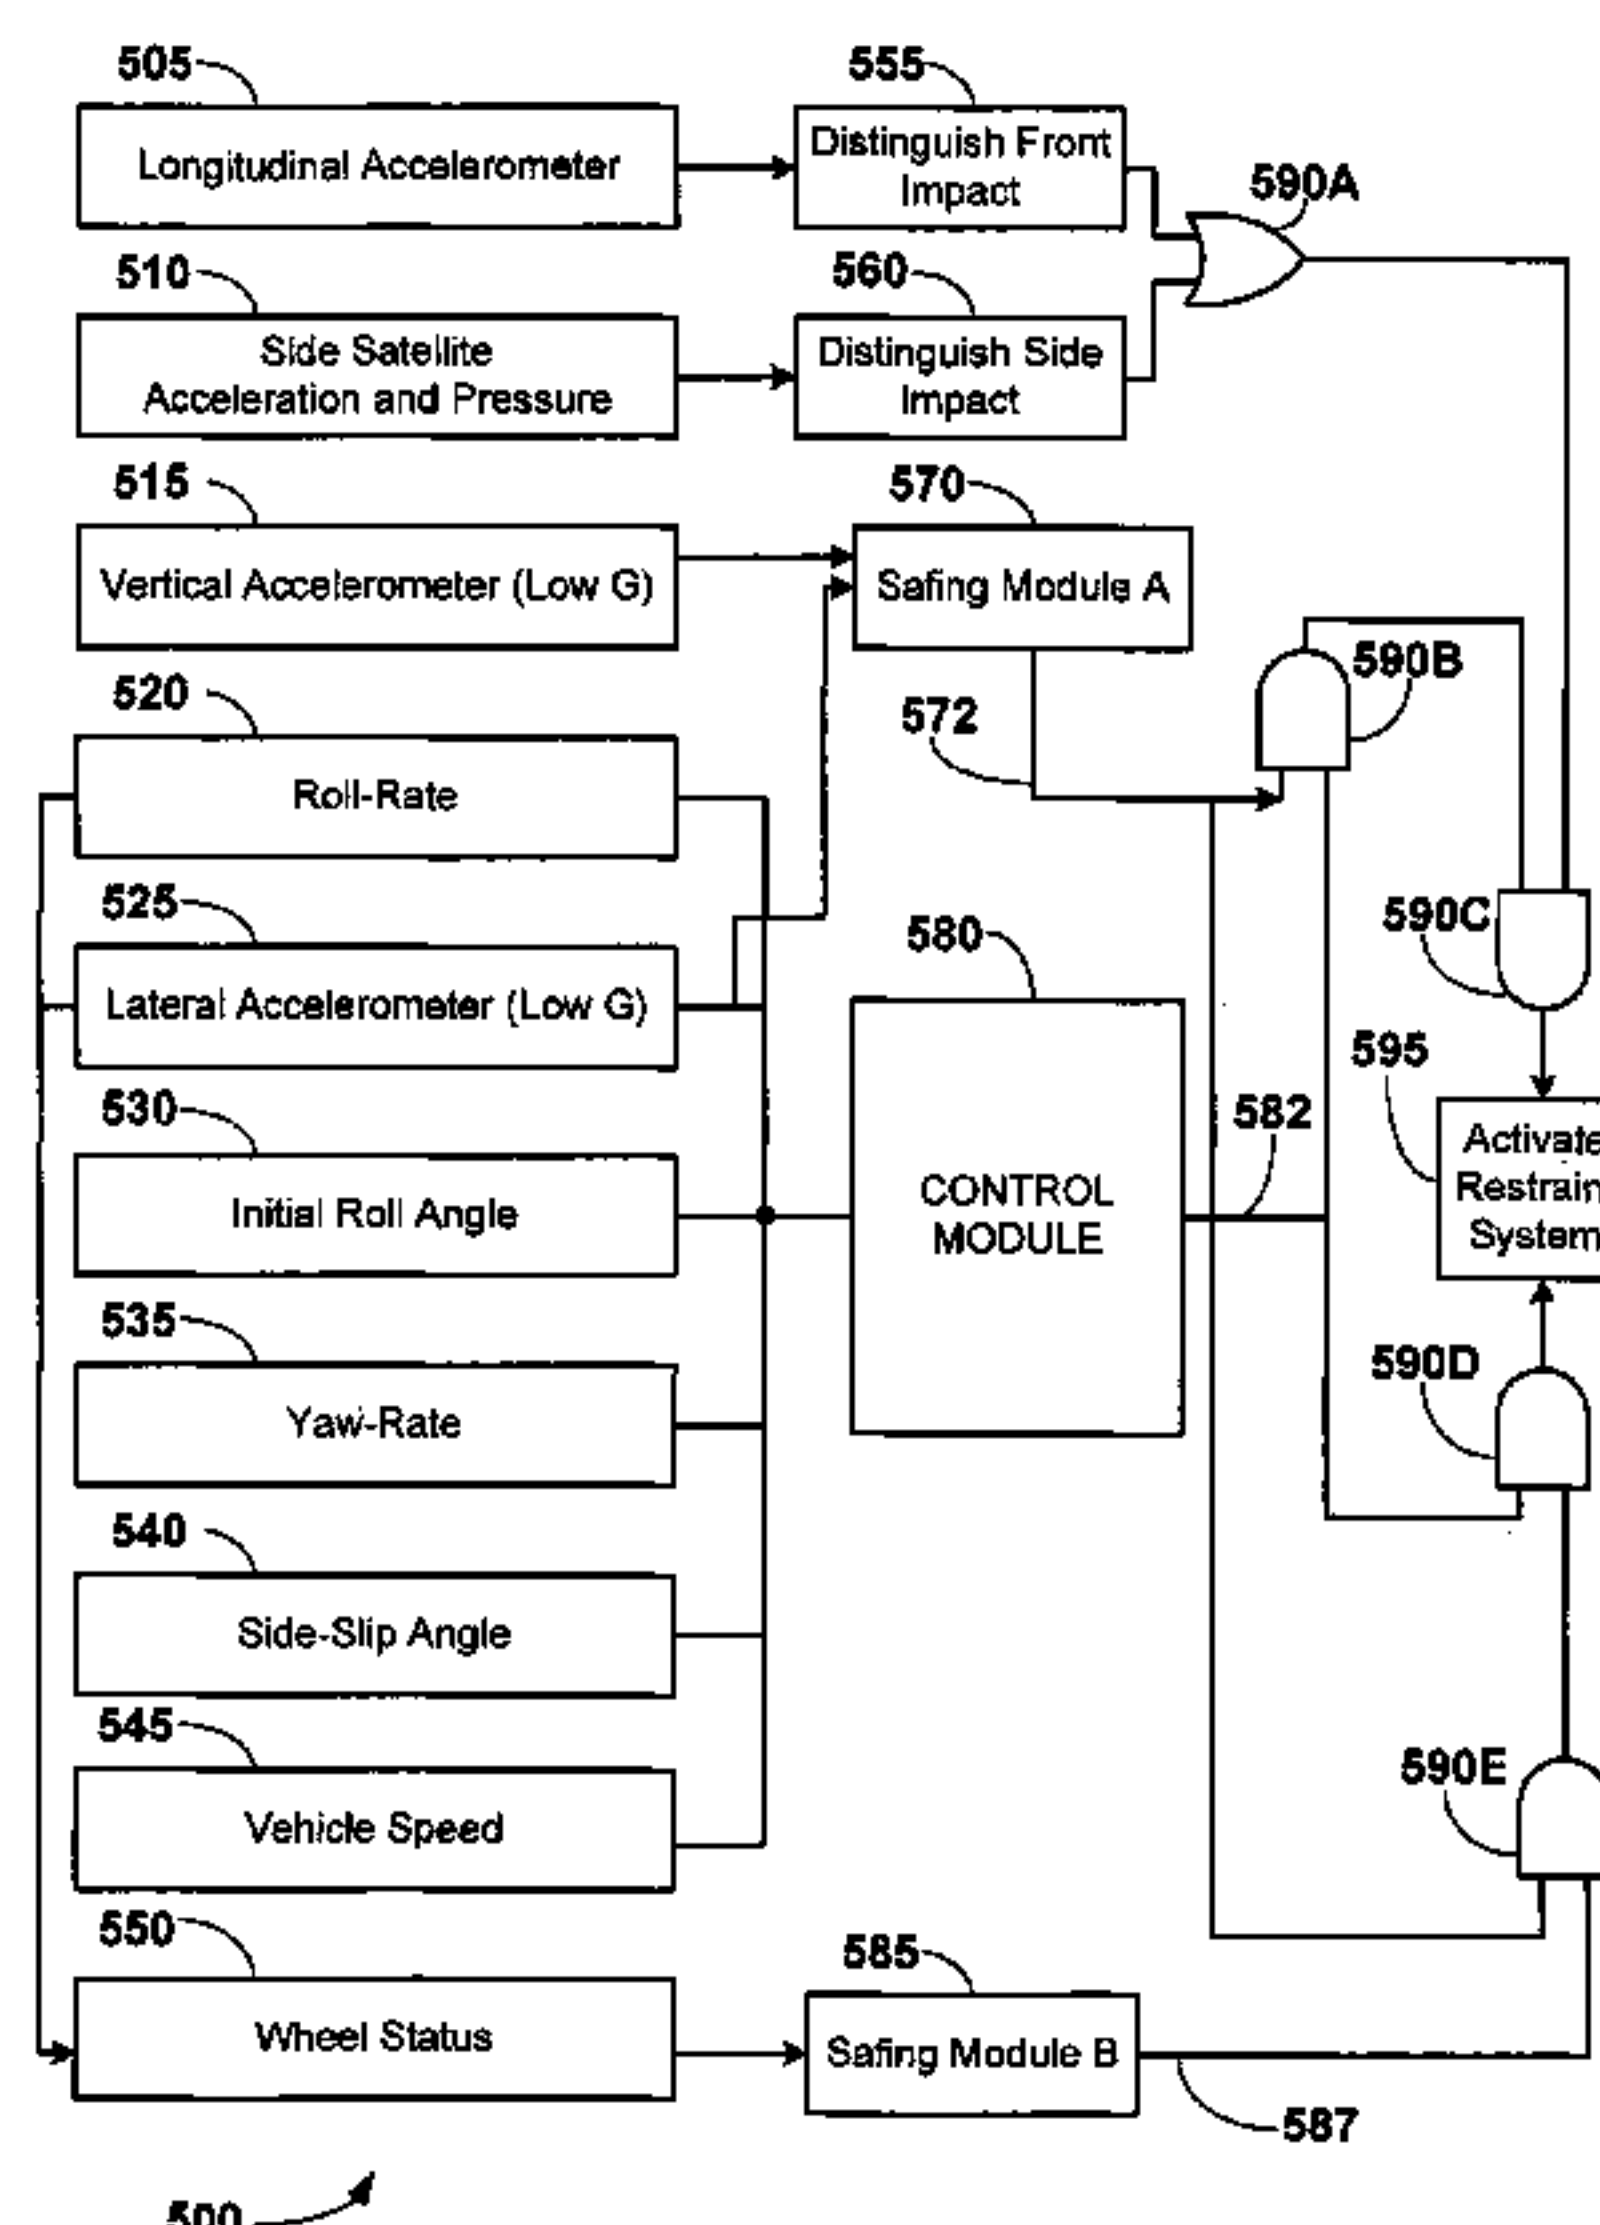 505
555
Longitudinal Accelerometer
Distinguish Front
Impact
590A
510
560
Side Satellite
Acceleration and Pressure
Distinguish Side
Impact
515
570
Vertical Accelerometer (Low G)
Safing Module A
590B
520
572
Roll-Rate
525
590C
580
Lateral Accelerometer (Low G)
595
530
582
Activate
Restrain
System
Initial Roll Angle
CONTROL
MODULE
535
590D
Yaw-Rate
540
Side-Slip Angle
545
590E
Vehicle Speed
550
585
Wheel Status
Safing Module B
587
500